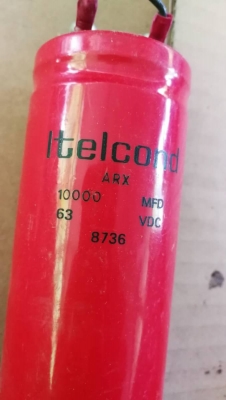 Itelcond
ARX
10000 MFD
63 VDC
8736